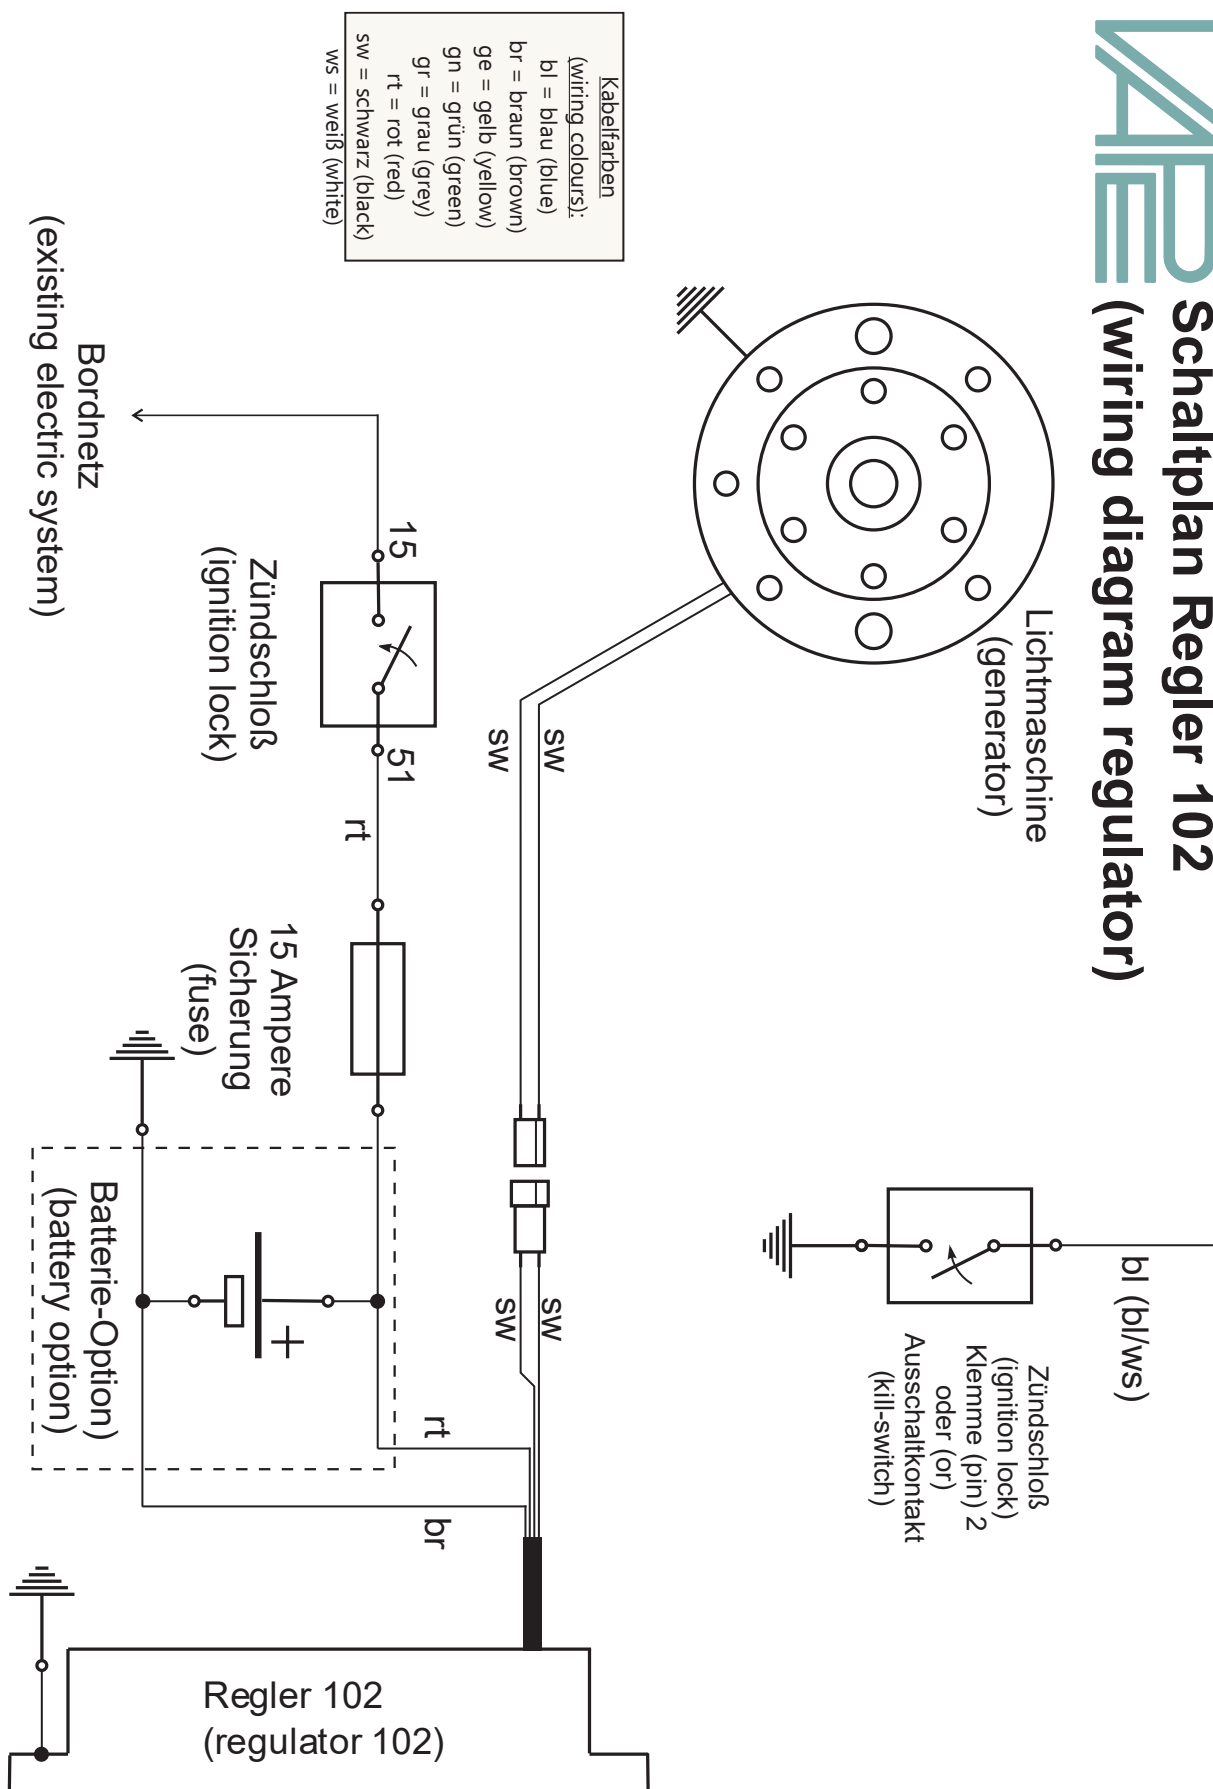 VAPE
Schaltplan Regler 102
(wiring diagram regulator)
Kabelfarben
(wiring colours):
bl = blau (blue)
br = braun (brown)
ge = gelb (yellow)
gn = grün (green)
gr = grau (grey)
rt = rot (red)
sw = schwarz (black)
ws = weiß (white)
Lichtmaschine
(generator)
bl (bl/ws)
Zündschloß
(ignition lock)
Klemme (pin) 2
oder (or)
Ausschaltkontakt
(kill-switch)
sw
sw
sw
sw
15
51
Zündschloß
(ignition lock)
Bordnetz
(existing electric system)
rt
15 Ampere
Sicherung
(fuse)
+
Batterie-Option)
(battery option)
rt
br
Regler 102
(regulator 102)